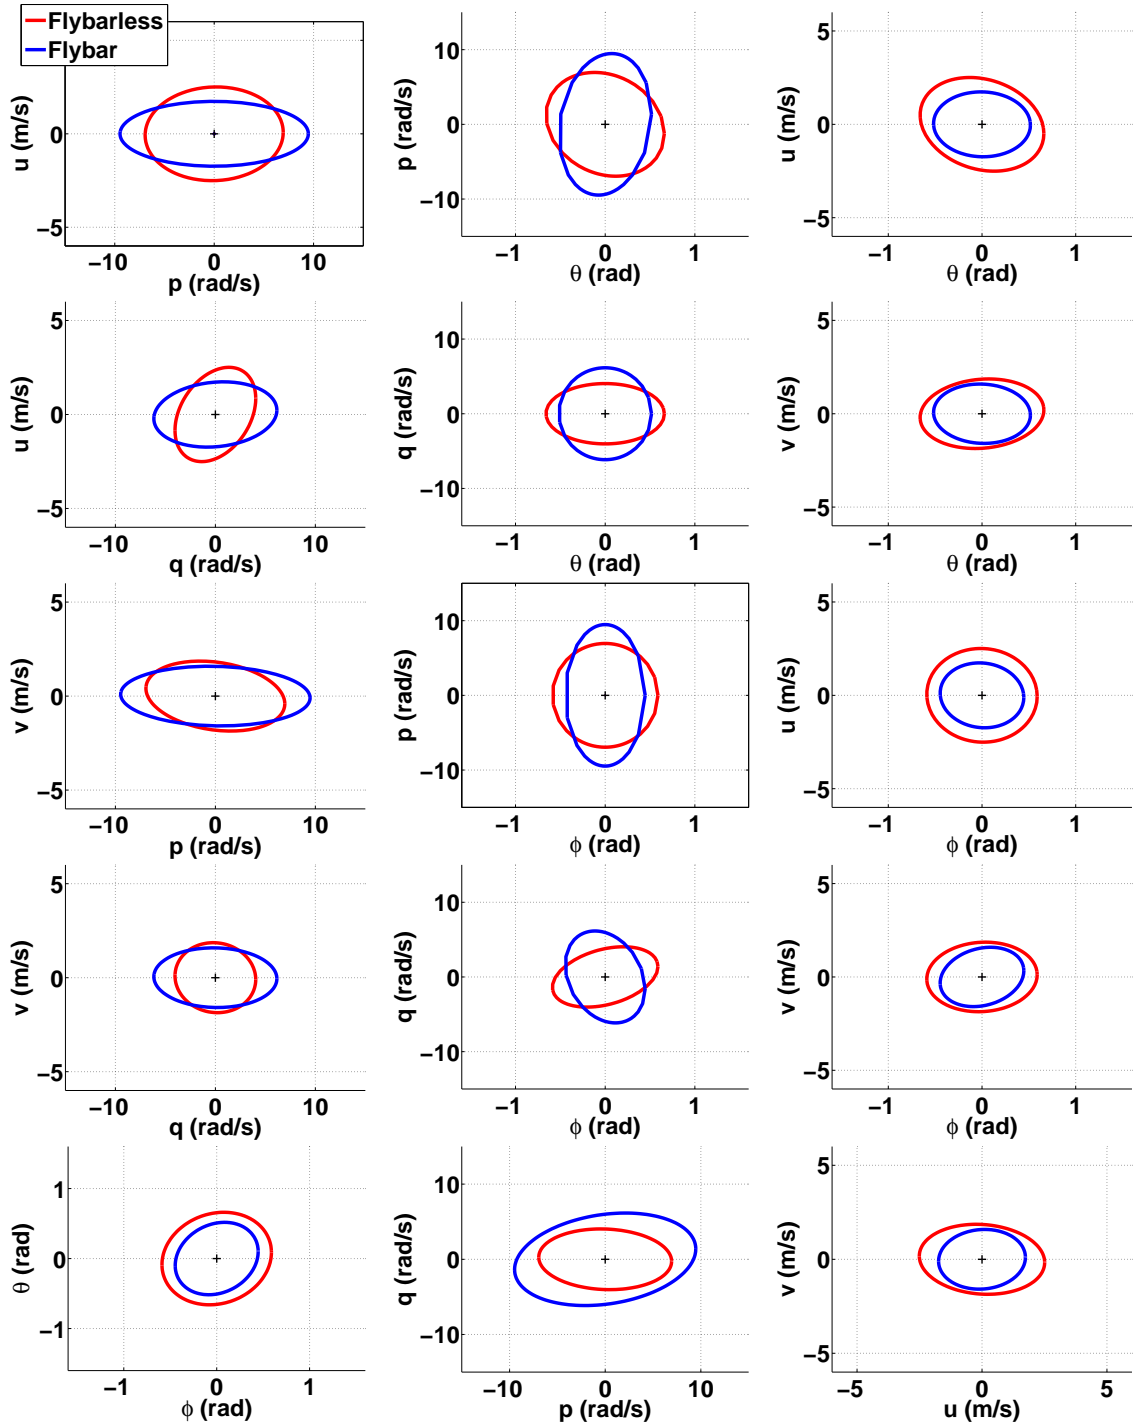 Flybarless
Flybar
u (m/s)
0
−5
−10 0 10
p (rad/s)
p (rad/s)
10
0
−10
−1 0 1
θ (rad)
u (m/s)
5
0
−5
−1 0 1
θ (rad)
u (m/s)
5
0
−5
−10 0 10
q (rad/s)
q (rad/s)
10
0
−10
−1 0 1
θ (rad)
v (m/s)
5
0
−5
−1 0 1
θ (rad)
v (m/s)
5
0
−5
−10 0 10
p (rad/s)
p (rad/s)
10
0
−10
−1 0 1
ϕ (rad)
u (m/s)
5
0
−5
−1 0 1
ϕ (rad)
v (m/s)
5
0
−5
−10 0 10
q (rad/s)
q (rad/s)
10
0
−10
−1 0 1
ϕ (rad)
v (m/s)
5
0
−5
−1 0 1
ϕ (rad)
θ (rad)
1
0
−1
−1 0 1
ϕ (rad)
q (rad/s)
10
0
−10
−10 0 10
p (rad/s)
v (m/s)
5
0
−5
−5 0 5
u (m/s)